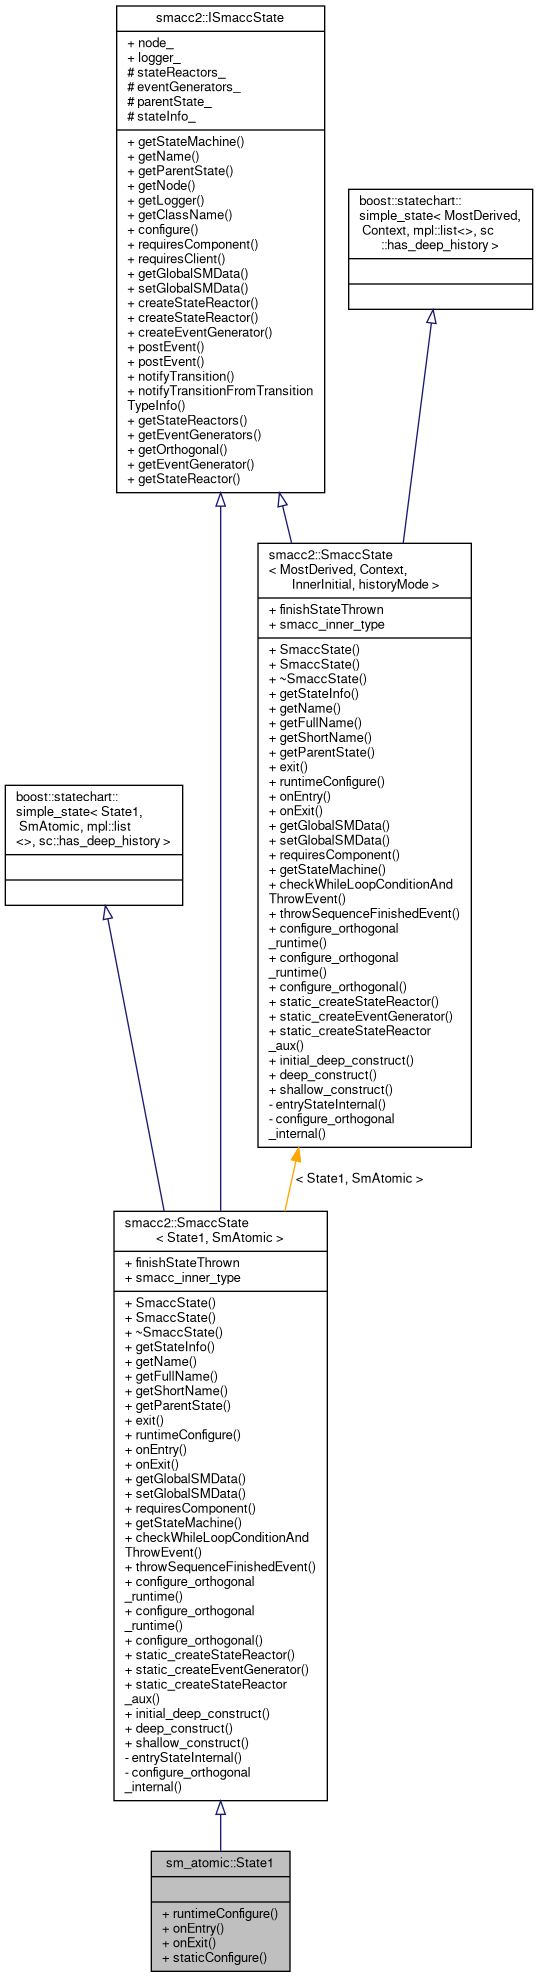 smacc2::ISmaccState
+ node_
+ logger_
# stateReactors_
# eventGenerators_
# parentState_
# stateInfo_
+ getStateMachine()
+ getName()
+ getParentState()
+ getNode()
+ getLogger()
+ getClassName()
+ configure()
+ requiresComponent()
+ requiresClient()
+ getGlobalSMData()
+ setGlobalSMData()
+ createStateReactor()
+ createStateReactor()
+ createEventGenerator()
+ postEvent()
+ postEvent()
+ notifyTransition()
+ notifyTransitionFromTransition
TypeInfo()
+ getStateReactors()
+ getEventGenerators()
+ getOrthogonal()
+ getEventGenerator()
+ getStateReactor()
boost::statechart::
simple_state< MostDerived,
Context, mpl::list<>, sc
::has_deep_history >
smacc2::SmaccState
< MostDerived, Context,
InnerInitial, historyMode >
+ finishStateThrown
+ smacc_inner_type
+ SmaccState()
+ SmaccState()
+ ~SmaccState()
+ getStateInfo()
+ getName()
+ getFullName()
+ getShortName()
+ getParentState()
+ exit()
+ runtimeConfigure()
+ onEntry()
+ onExit()
+ getGlobalSMData()
+ setGlobalSMData()
+ requiresComponent()
+ getStateMachine()
+ checkWhileLoopConditionAnd
ThrowEvent()
+ throwSequenceFinishedEvent()
+ configure_orthogonal
_runtime()
+ configure_orthogonal
_runtime()
+ configure_orthogonal()
+ static_createStateReactor()
+ static_createEventGenerator()
+ static_createStateReactor
_aux()
+ initial_deep_construct()
+ deep_construct()
+ shallow_construct()
- entryStateInternal()
- configure_orthogonal
_internal()
boost::statechart::
simple_state< State1,
SmAtomic, mpl::list
<>, sc::has_deep_history >
< State1, SmAtomic >
smacc2::SmaccState
< State1, SmAtomic >
+ finishStateThrown
+ smacc_inner_type
+ SmaccState()
+ SmaccState()
+ ~SmaccState()
+ getStateInfo()
+ getName()
+ getFullName()
+ getShortName()
+ getParentState()
+ exit()
+ runtimeConfigure()
+ onEntry()
+ onExit()
+ getGlobalSMData()
+ setGlobalSMData()
+ requiresComponent()
+ getStateMachine()
+ checkWhileLoopConditionAnd
ThrowEvent()
+ throwSequenceFinishedEvent()
+ configure_orthogonal
_runtime()
+ configure_orthogonal
_runtime()
+ configure_orthogonal()
+ static_createStateReactor()
+ static_createEventGenerator()
+ static_createStateReactor
_aux()
+ initial_deep_construct()
+ deep_construct()
+ shallow_construct()
- entryStateInternal()
- configure_orthogonal
_internal()
sm_atomic::State1
+ runtimeConfigure()
+ onEntry()
+ onExit()
+ staticConfigure()